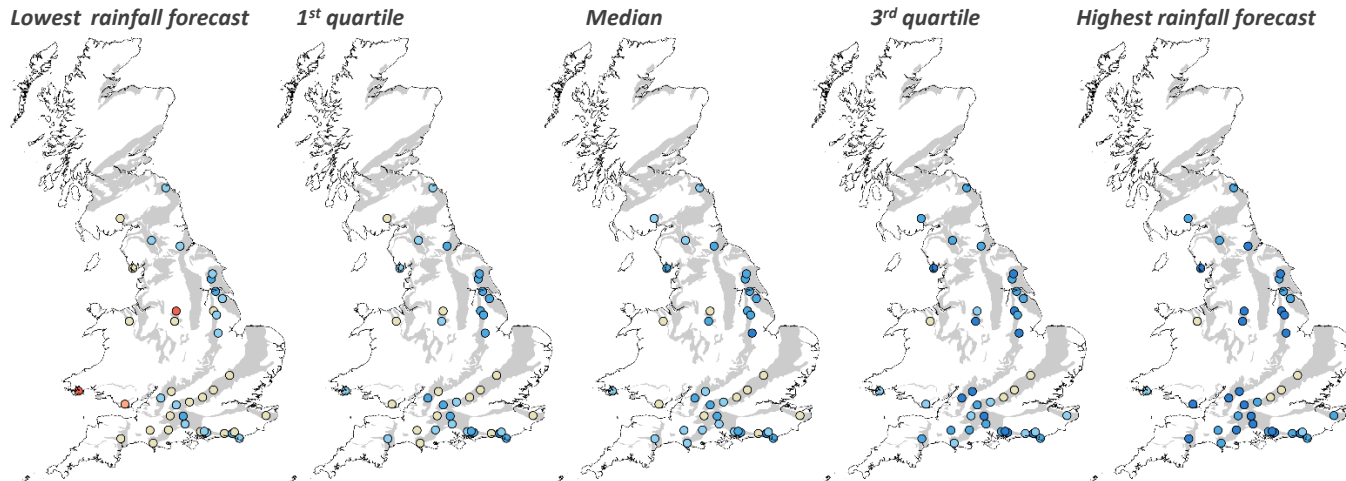 Lowest rainfall forecast
1st quartile
Median
3rd quartile
Highest rainfall forecast